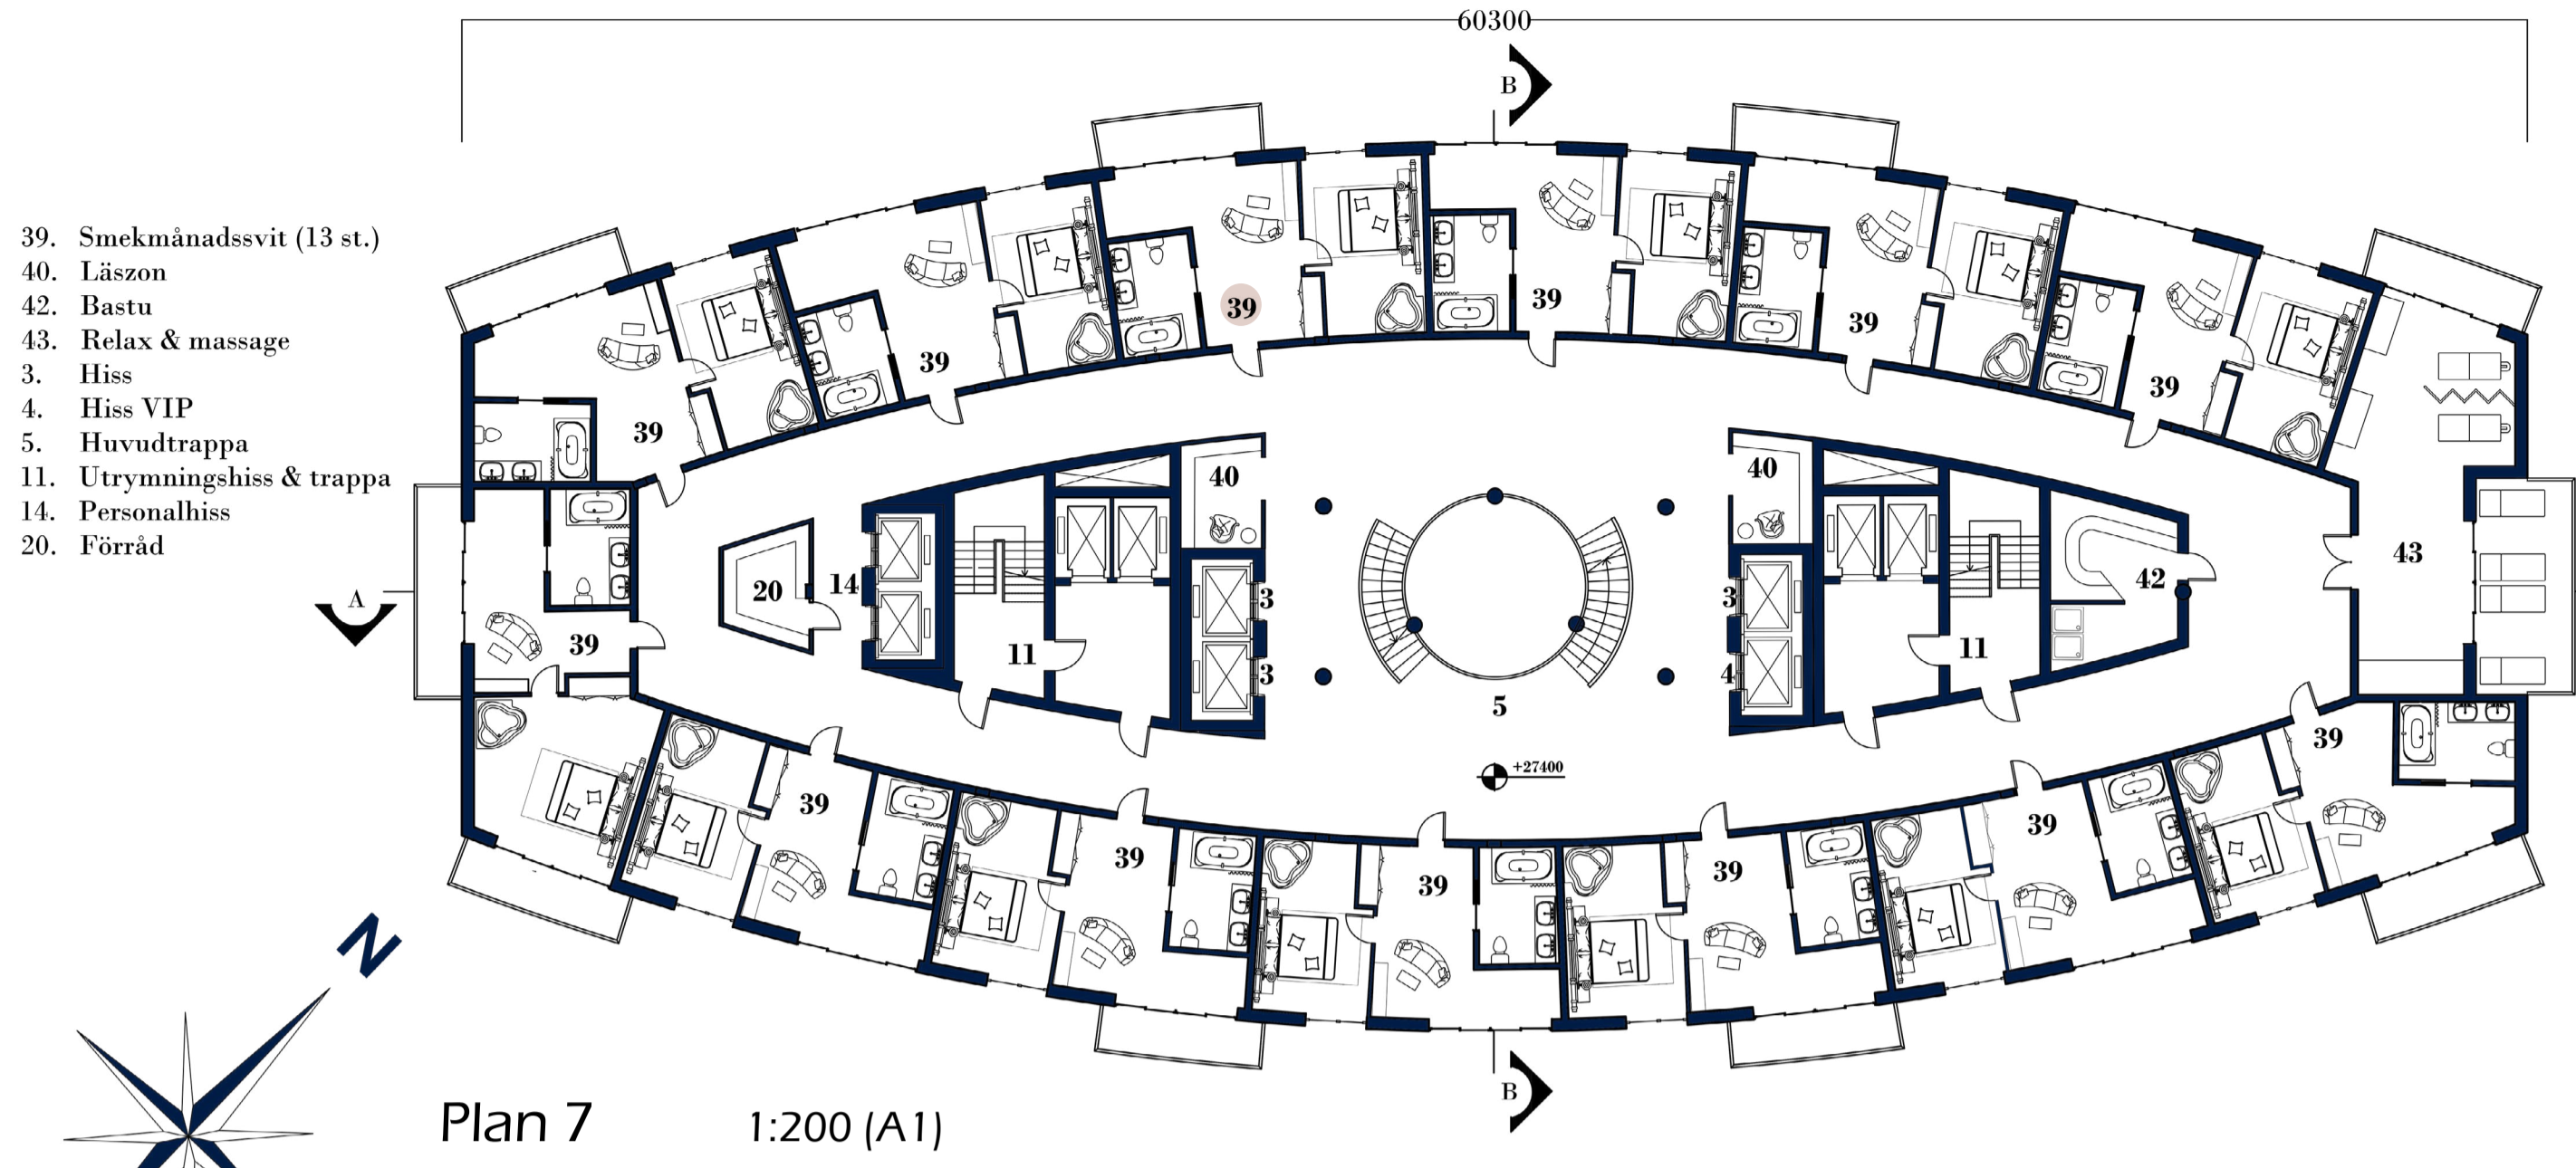 60300
B
39. Smekmånadssvit (13 st.)
40. Läszon
42. Bastu
43. Relax & massage
3. Hiss
4. Hiss VIP
5. Huvudtrappa
11. Utrymningshiss & trappa
14. Personalhiss
20. Förråd
39
39
39
39
39
39
39
40
40
A
20
14
3
3
42
43
39
11
11
3
4
5
39
+27400
39
39
39
39
39
39
N
B
Plan 7 1:200 (A1)